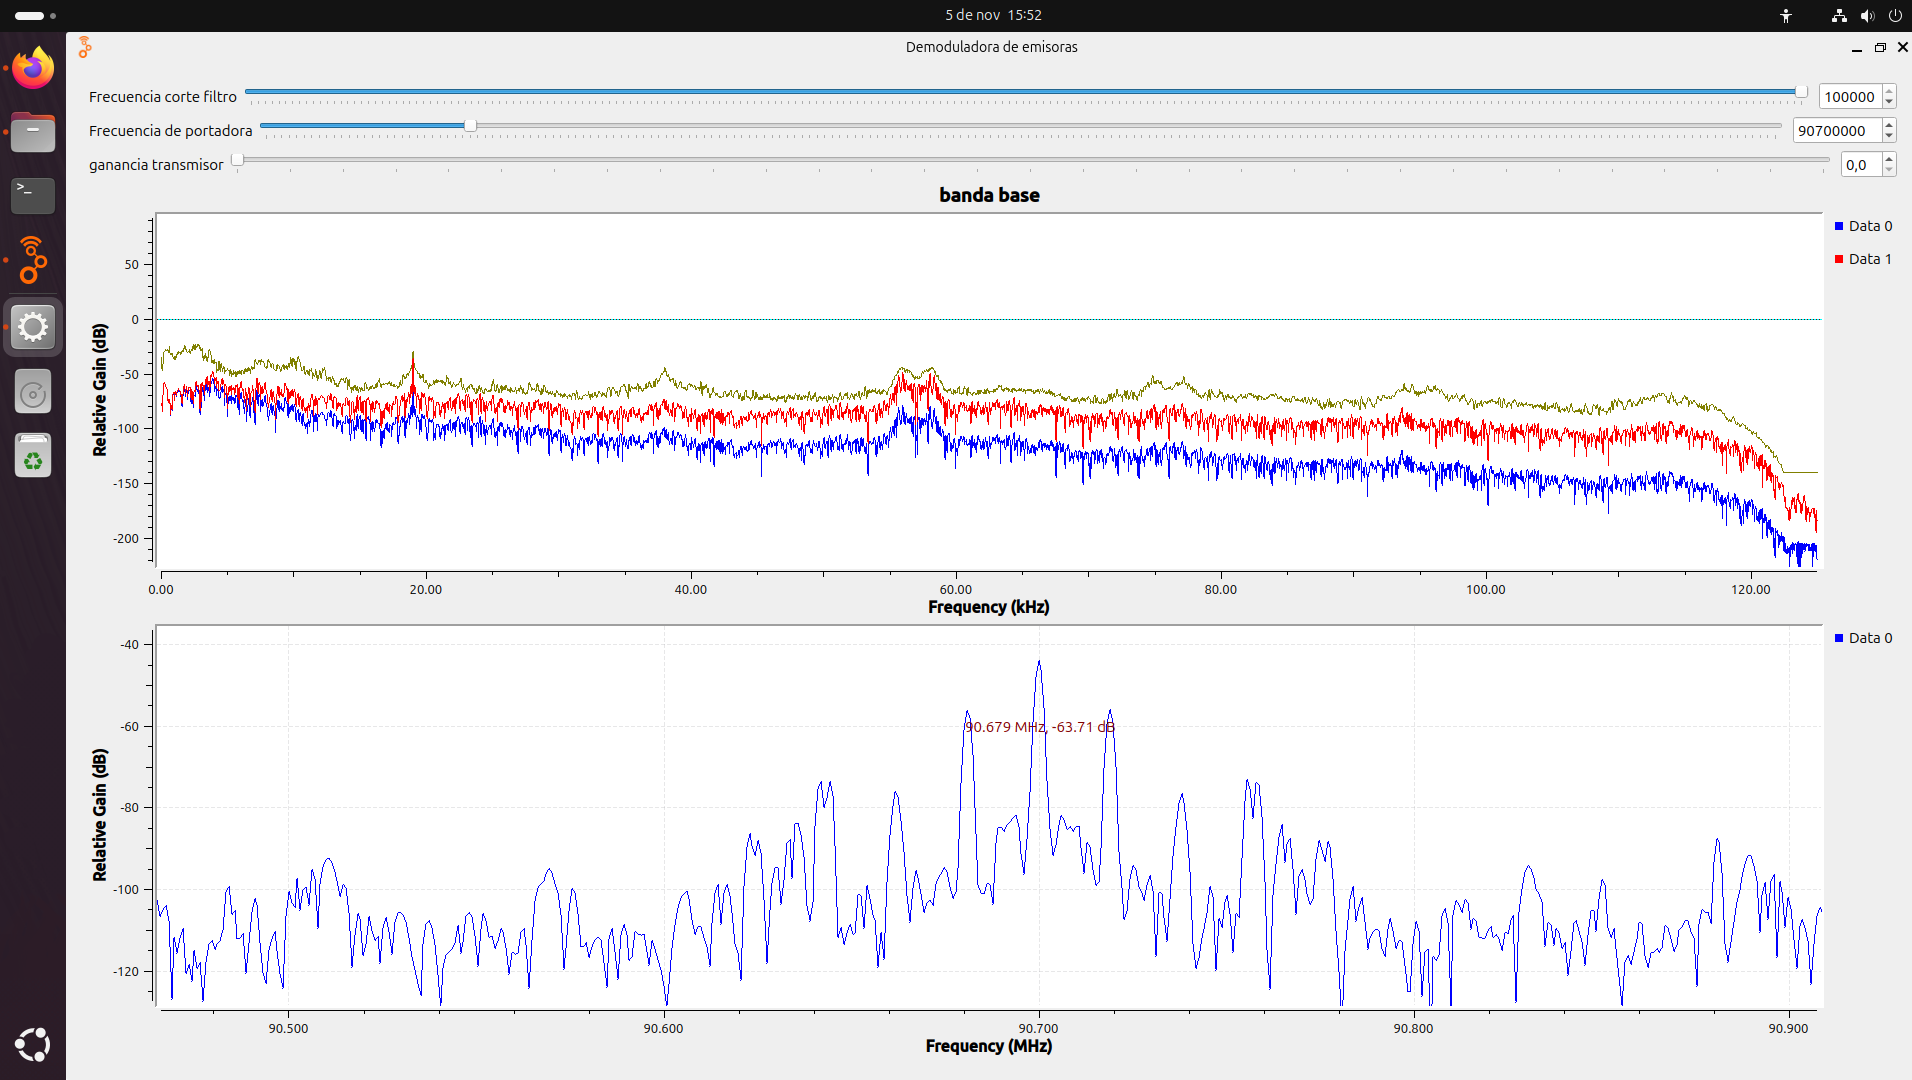 5 de nov 15:52
Demoduladora de emisoras
Frecuencia corte filtro
100000
Frecuencia de portadora
90700000
ganancia transmisor
0,0
banda base
Relative Gain (dB)
50
0
-50
-100
-150
-200
0.00
20.00
40.00
60.00
80.00
100.00
120.00
Frequency (kHz)
Data 0
Data 1
Relative Gain (dB)
-40
-60
-80
-100
-120
90.679 MHz, -63.71 dB
90.500
90.600
90.700
90.800
90.900
Frequency (MHz)
Data 0